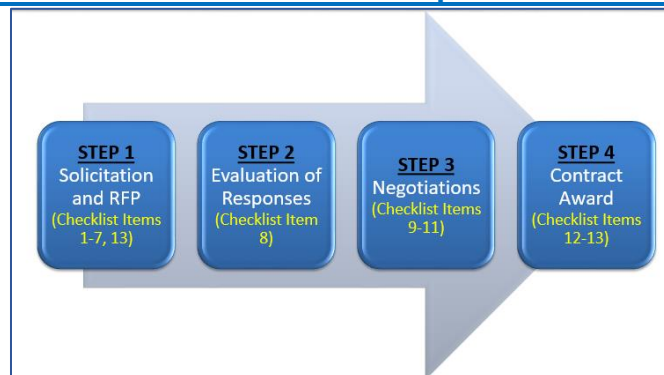 STEP 1
Solicitation
and RFP
(Checklist Items
1-7, 13)
STEP 2
Evaluation of
Responses
(Checklist Item
8)
STEP 3
Negotiations
(Checklist Items
9-11)
STEP 4
Contract
Award
(Checklist Items
12-13)